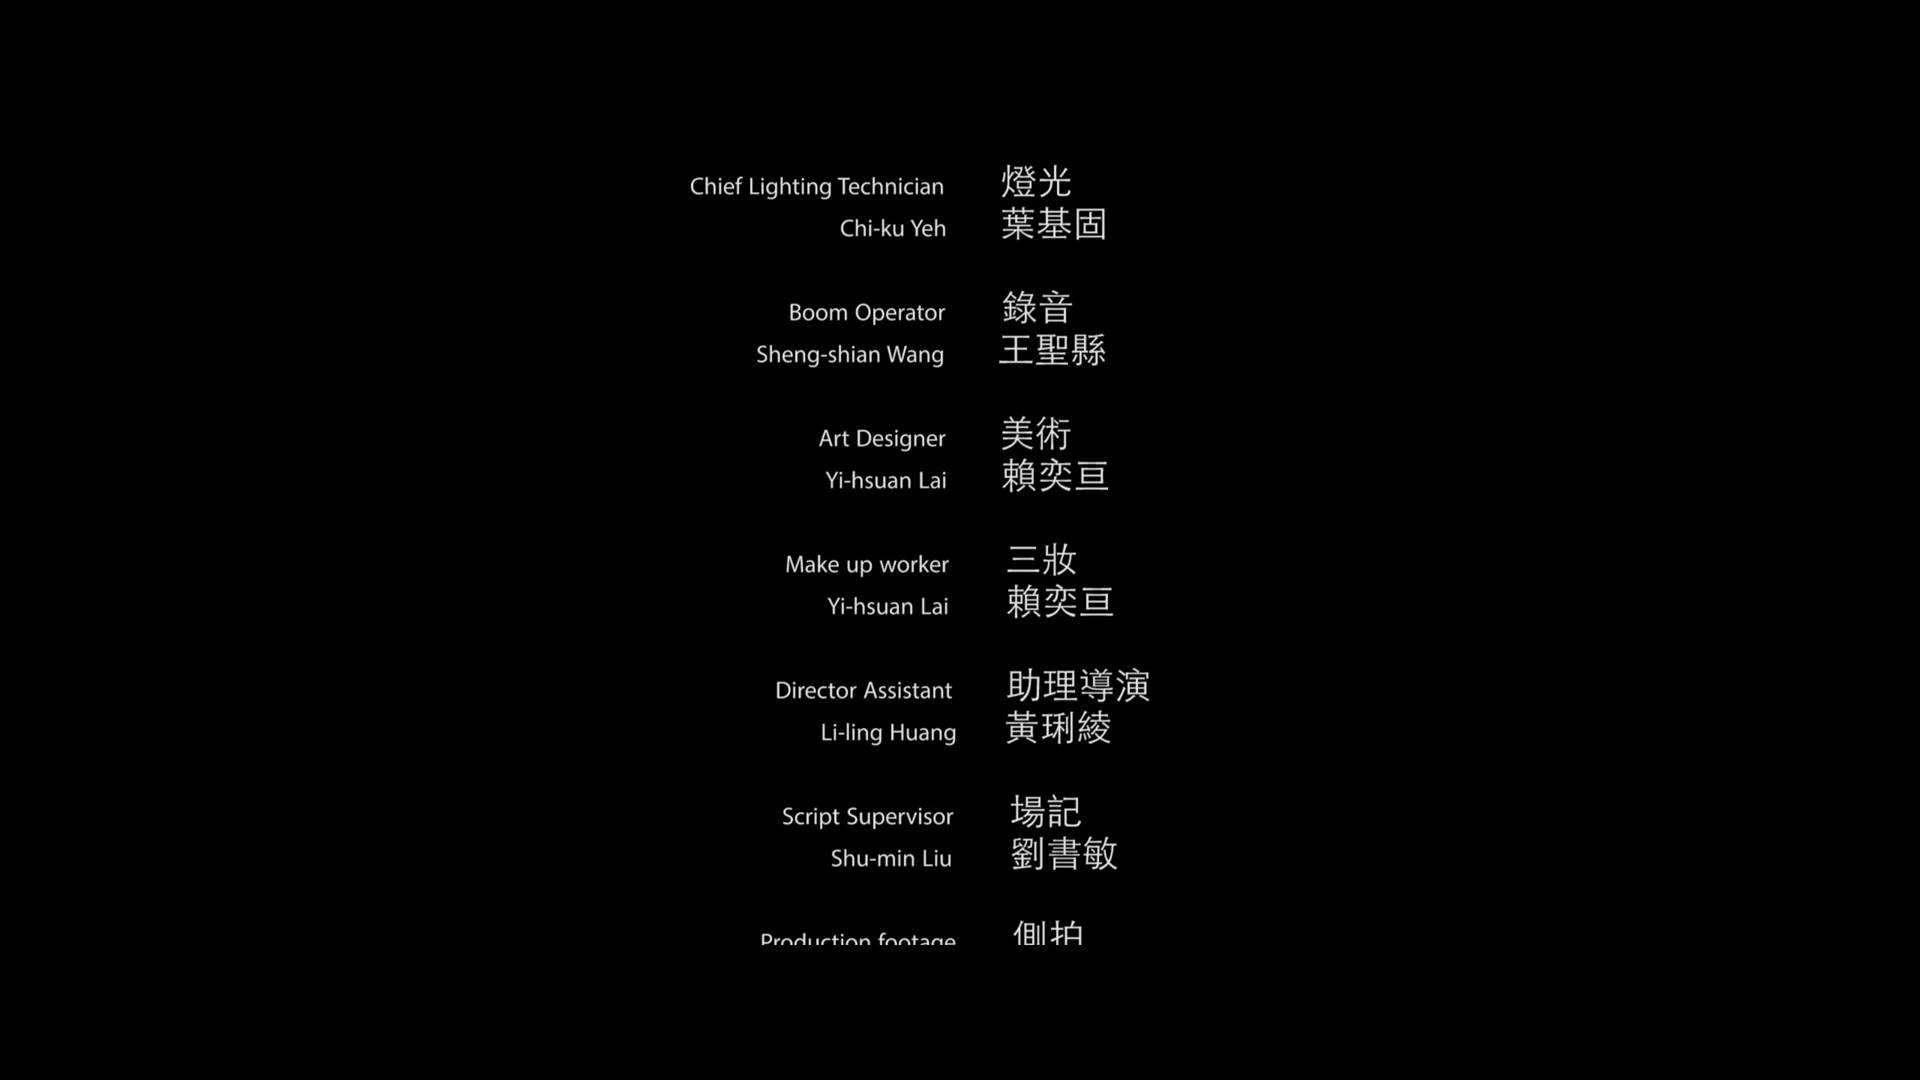 Chief Lighting Technician 燈光
Chi-ku Yeh 葉基固
Boom Operator 錄音
Sheng-shian Wang 王聖縣
Art Designer 美術
Yi-hsuan Lai 賴奕亘
Make up worker 三妝
Yi-hsuan Lai 賴奕亘
Director Assistant 助理導演
Li-ling Huang 黃琍綾
Script Supervisor 場記
Shu-min Liu 劉書敏
Production footage 側拍